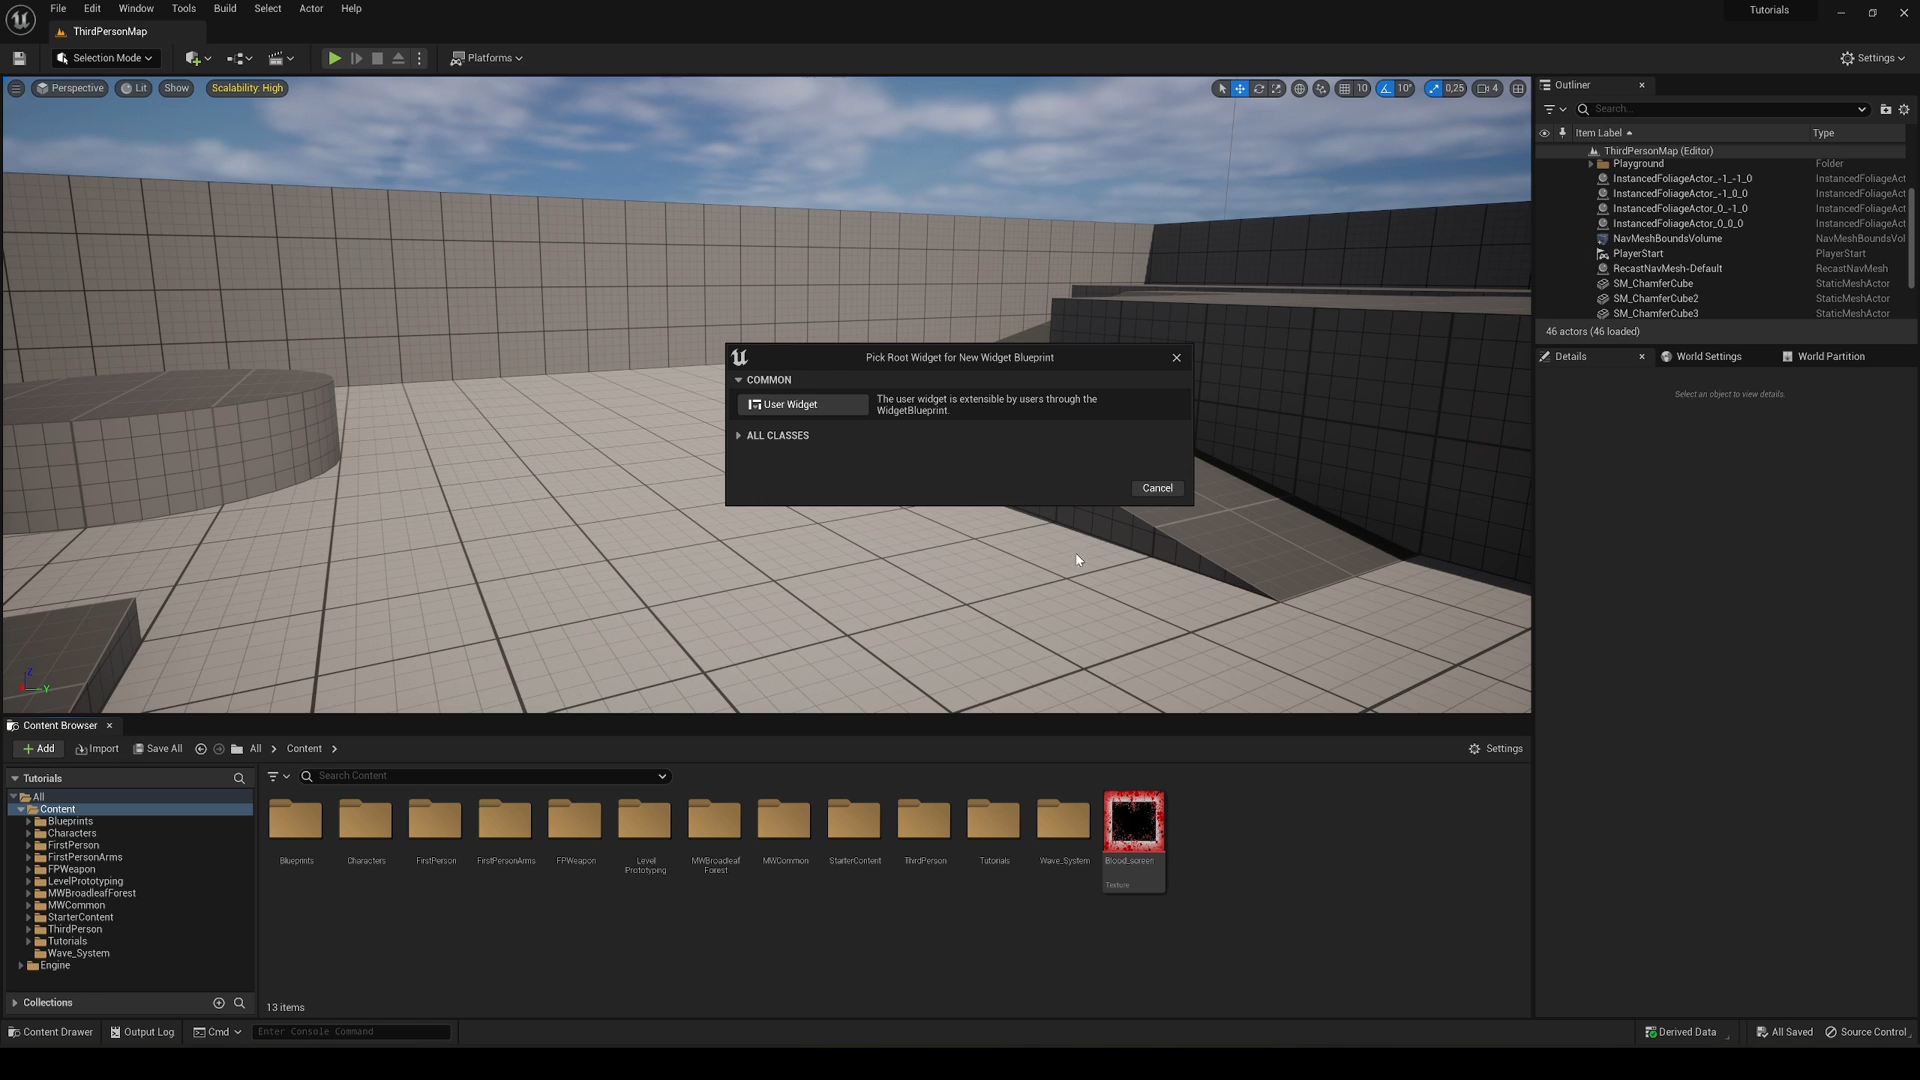 File Edit Window Tools Build Select Actor Help
Tutorials
ThirdPersonMap
Selection Mode
Platforms
Settings
Perspective Lit Show Scalability: High
10 10° 0,25 4
Outliner
Search...
Item Label Type
ThirdPersonMap (Editor)
Playground Folder
InstancedFoliageActor_-1_-1_0 InstancedFoliageAct
InstancedFoliageActor_-1_0_0 InstancedFoliageAct
InstancedFoliageActor_0_-1_0 InstancedFoliageAct
InstancedFoliageActor_0_0_0 InstancedFoliageAct
NavMeshBoundsVolume NavMeshBoundsVol
PlayerStart PlayerStart
RecastNavMesh-Default RecastNavMesh
SM_ChamferCube StaticMeshActor
SM_ChamferCube2 StaticMeshActor
SM_ChamferCube3 StaticMeshActor
46 actors (46 loaded)
Details World Settings World Partition
Select an object to view details.
Pick Root Widget for New Widget Blueprint
COMMON
User Widget
The user widget is extensible by users through the
WidgetBlueprint.
ALL CLASSES
Cancel
Z
Y
Content Browser
Add Import Save All All Content Settings
Tutorials
All
Content
Blueprints
Characters
FirstPerson
FirstPersonArms
FPWeapon
LevelPrototyping
MWBroadleafForest
MWCommon
StarterContent
ThirdPerson
Tutorials
Wave_System
Engine
Collections
Search Content
Blueprints Characters FirstPerson FirstPersonArms FPWeapon Level MWBroadleaf MWCommon StarterContent ThirdPerson Tutorials Wave_System Blood_screen
Prototyping Forest
Texture
13 items
Content Drawer Output Log Cmd Enter Console Command Derived Data All Saved Source Control